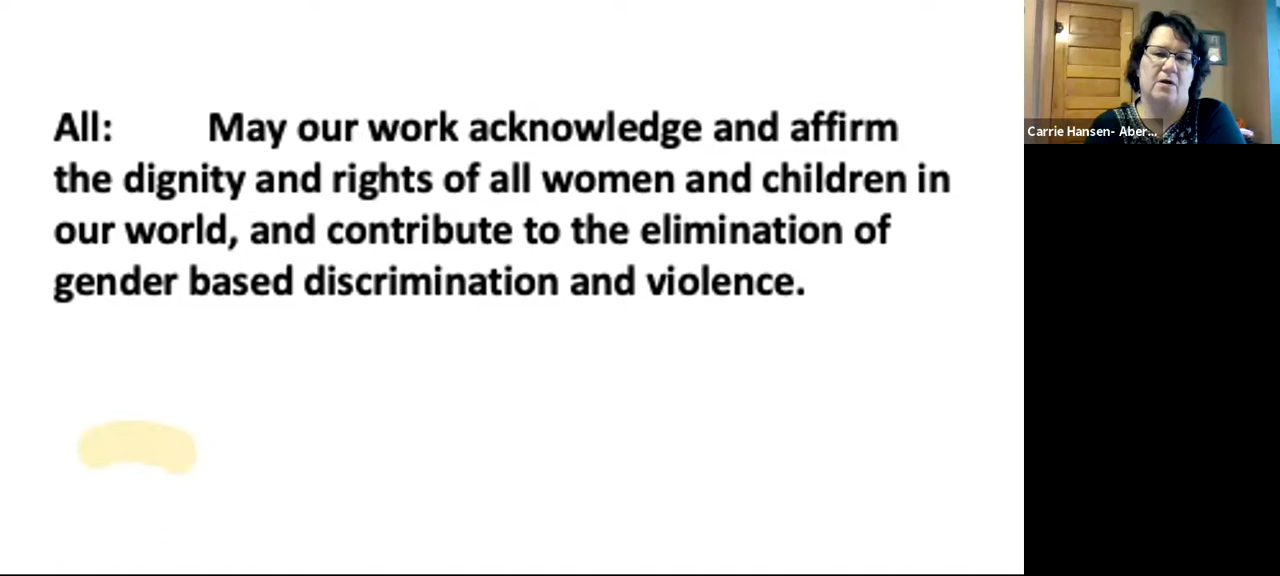 All: May our work acknowledge and affirm
the dignity and rights of all women and children in
our world, and contribute to the elimination of
gender based discrimination and violence.
Carrie Hansen- Aber...